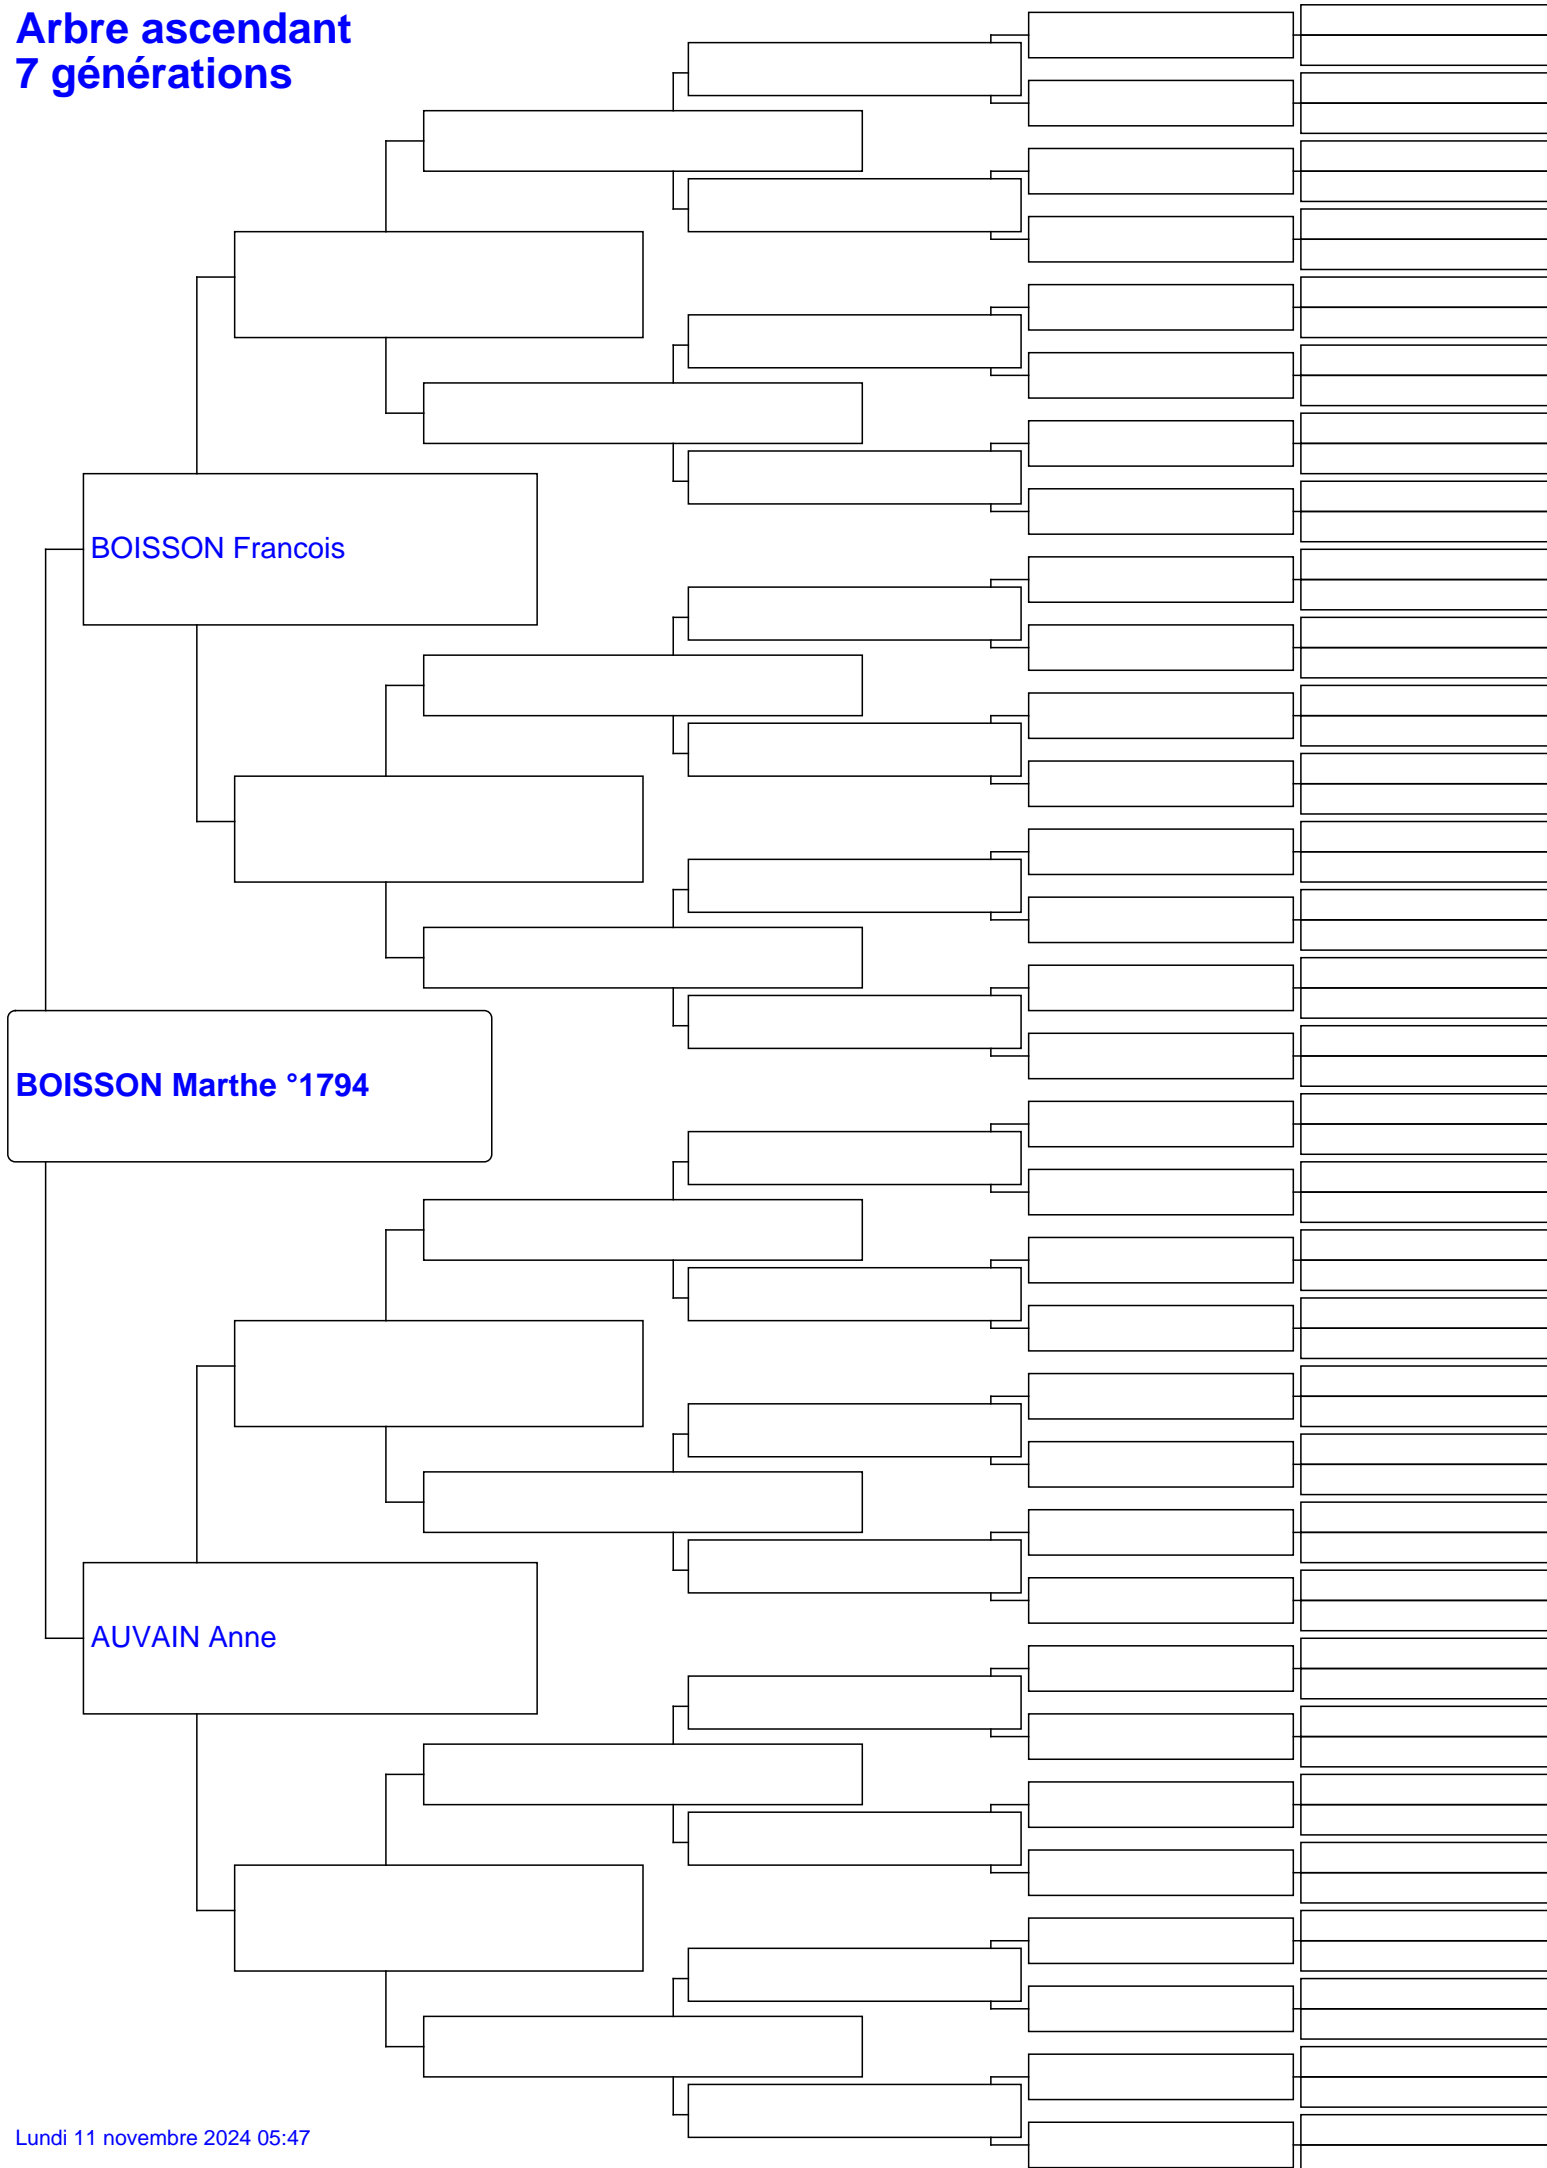 Arbre ascendant
7 générations
BOISSON Francois
BOISSON Marthe °1794
AUVAIN Anne
Lundi 11 novembre 2024 05:47